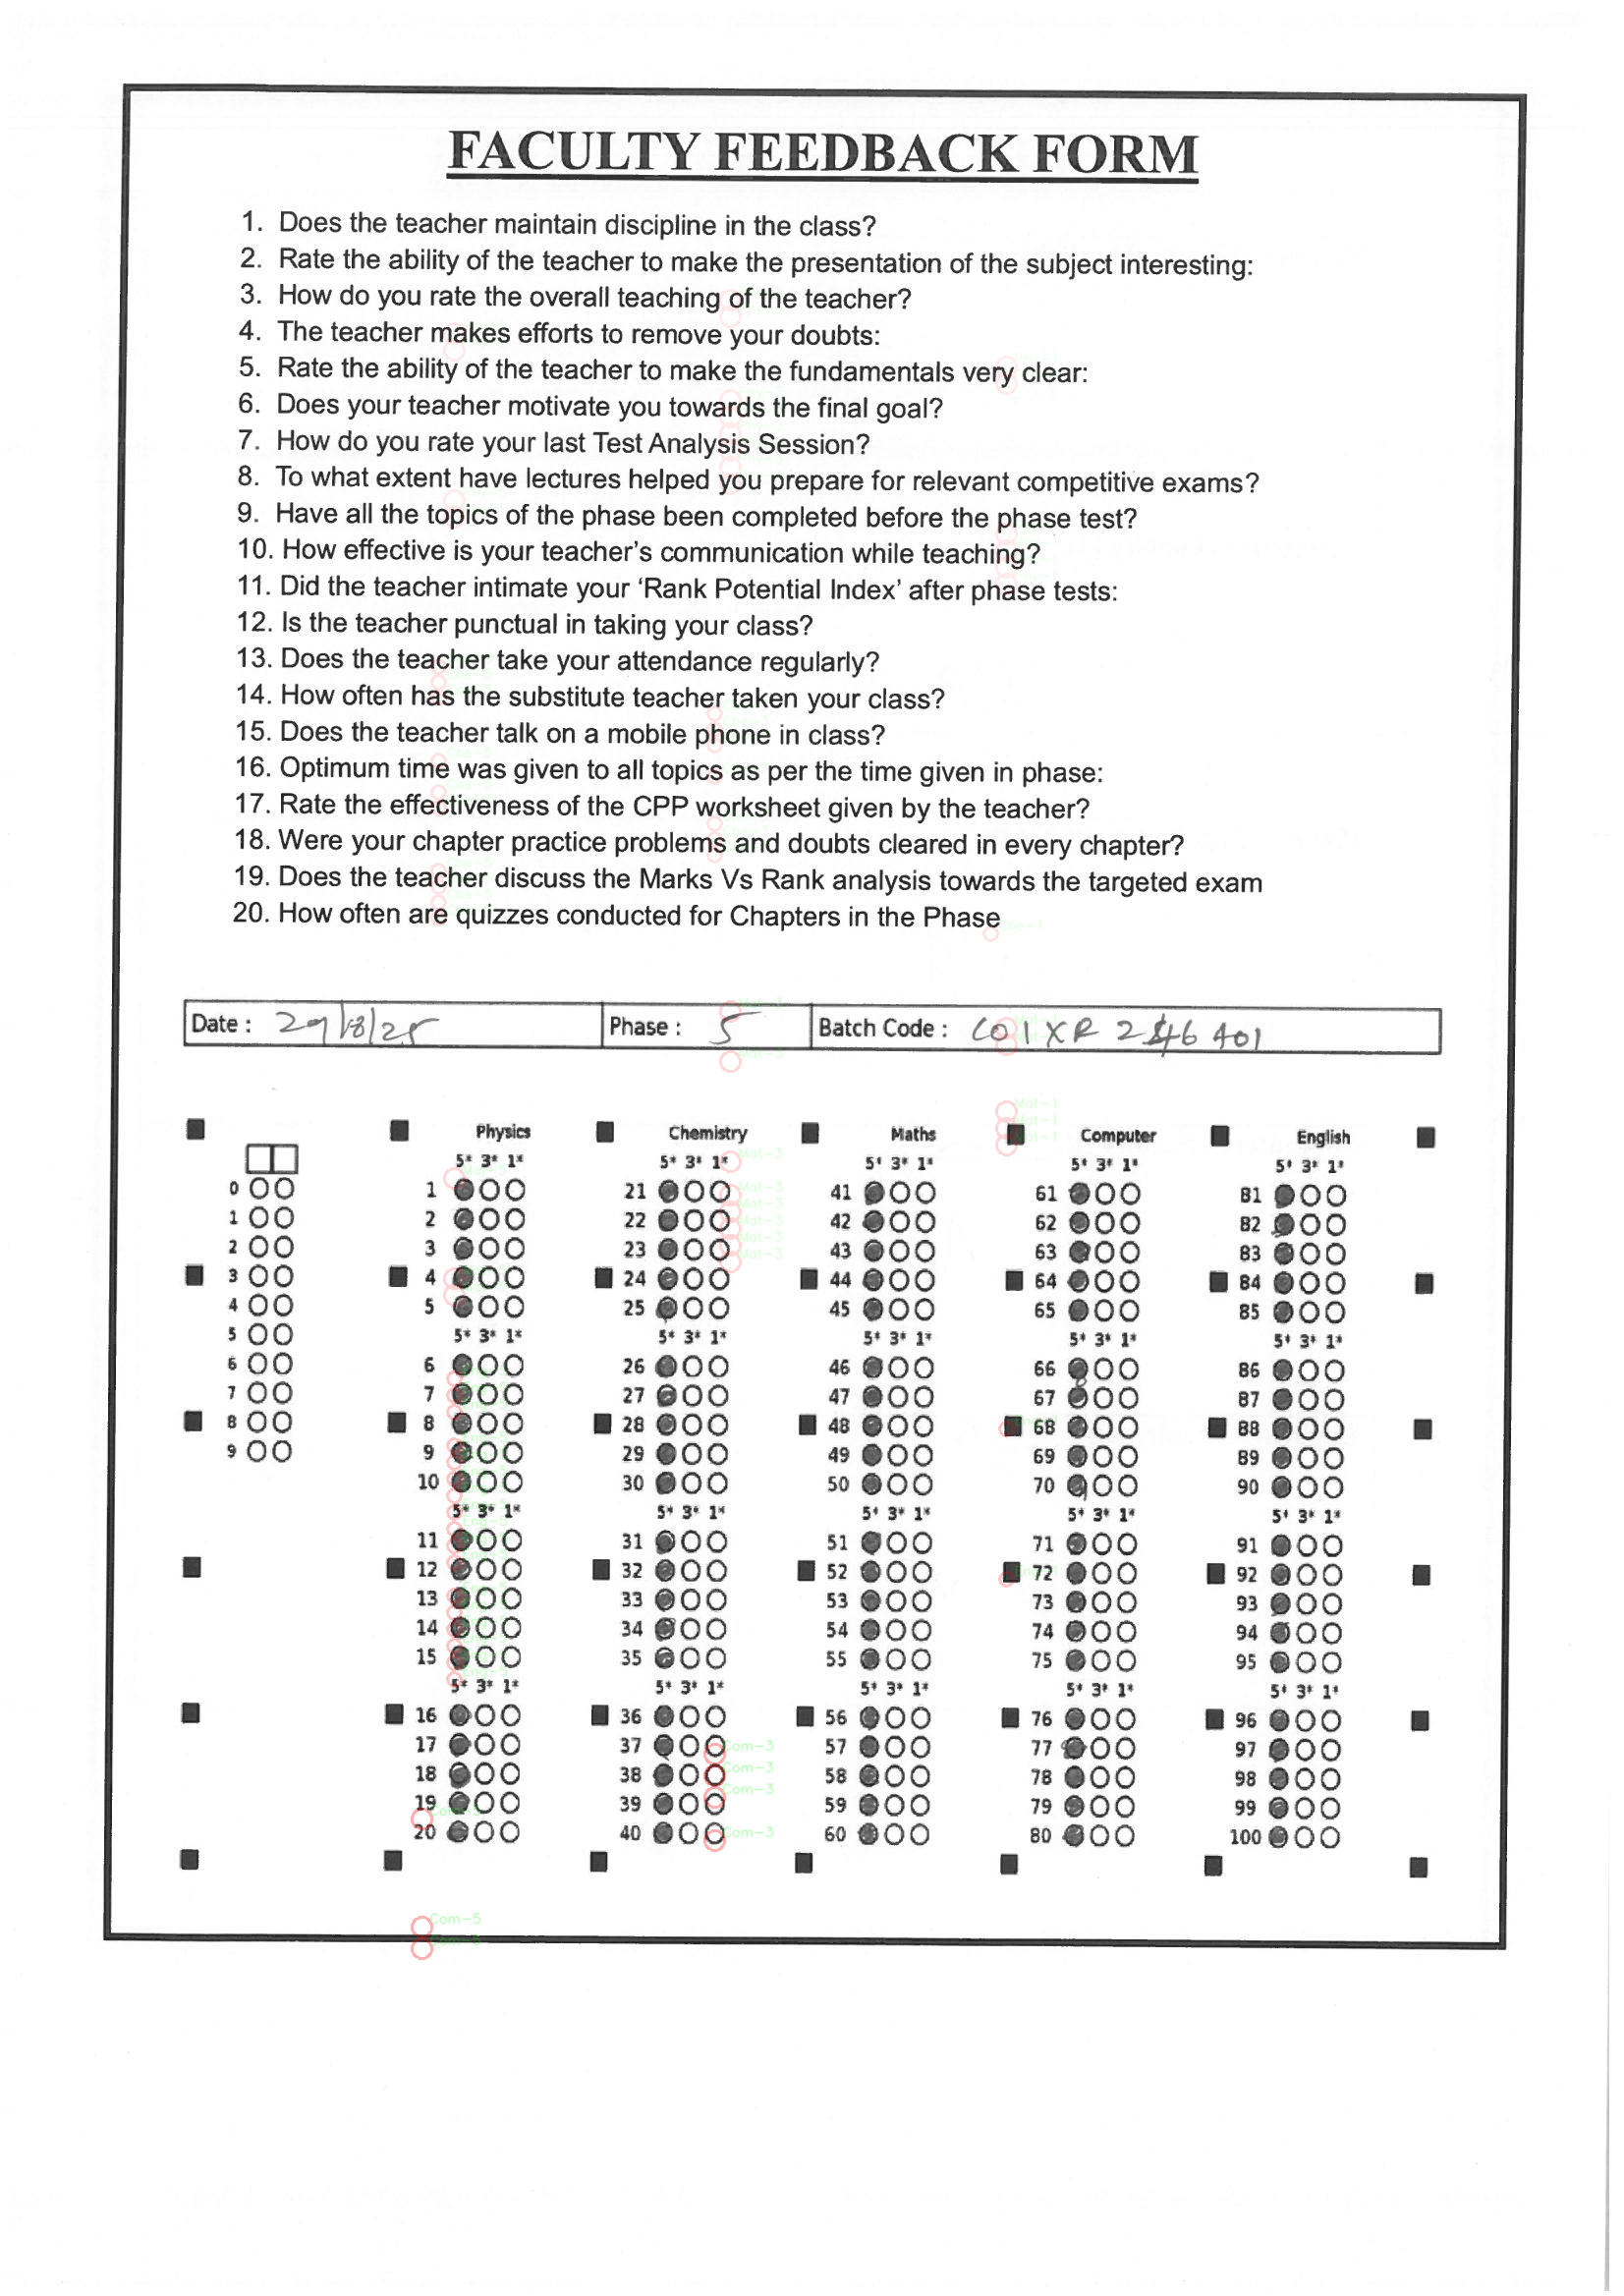 FACULTY FEEDBACK FORM
1. Does the teacher maintain discipline in the class?
2. Rate the ability of the teacher to make the presentation of the subject interesting:
3. How do you rate the overall teaching of the teacher?
4. The teacher makes efforts to remove your doubts:
5. Rate the ability of the teacher to make the fundamentals very clear:
6. Does your teacher motivate you towards the final goal?
7. How do you rate your last Test Analysis Session?
8. To what extent have lectures helped you prepare for relevant competitive exams?
9. Have all the topics of the phase been completed before the phase test?
10. How effective is your teacher's communication while teaching?
11. Did the teacher intimate your ‘Rank Potential Index’ after phase tests:
12. Is the teacher punctual in taking your class?
13. Does the teacher take your attendance regularly?
14. How often has the substitute teacher taken your class?
15. Does the teacher talk on a mobile phone in class?
16. Optimum time was given to all topics as per the time given in phase:
17. Rate the effectiveness of the CPP worksheet given by the teacher?
18. Were your chapter practice problems and doubts cleared in every chapter?
19. Does the teacher discuss the Marks Vs Rank analysis towards the targeted exam
20. How often are quizzes conducted for Chapters in the Phase
Date : Phase : 5 Batch Code :
Physics Chemistry Maths Computer English
5* 3* 1* 5* 3* 1* 5* 3* 1* 5* 3* 1* 5* 3* 1*
0 1 21 41 61 81
1 2 22 42 62 82
2 3 23 43 63 83
3 4 24 44 64 84
4 5 25 45 65 85
5 5* 3* 1* 5* 3* 1* 5* 3* 1* 5* 3* 1* 5* 3* 1*
6 6 26 46 66 86
7 7 27 47 67 87
8 8 28 48 68 88
9 9 29 49 69 89
10 30 50 70 90
5* 3* 1* 5* 3* 1* 5* 3* 1* 5* 3* 1* 5* 3* 1*
11 31 51 71 91
12 32 52 72 92
13 33 53 73 93
14 34 54 74 94
15 35 55 75 95
5* 3* 1* 5* 3* 1* 5* 3* 1* 5* 3* 1* 5* 3* 1*
16 36 56 76 96
17 37 57 77 97
18 38 58 78 98
19 39 59 79 99
20 40 60 80 100